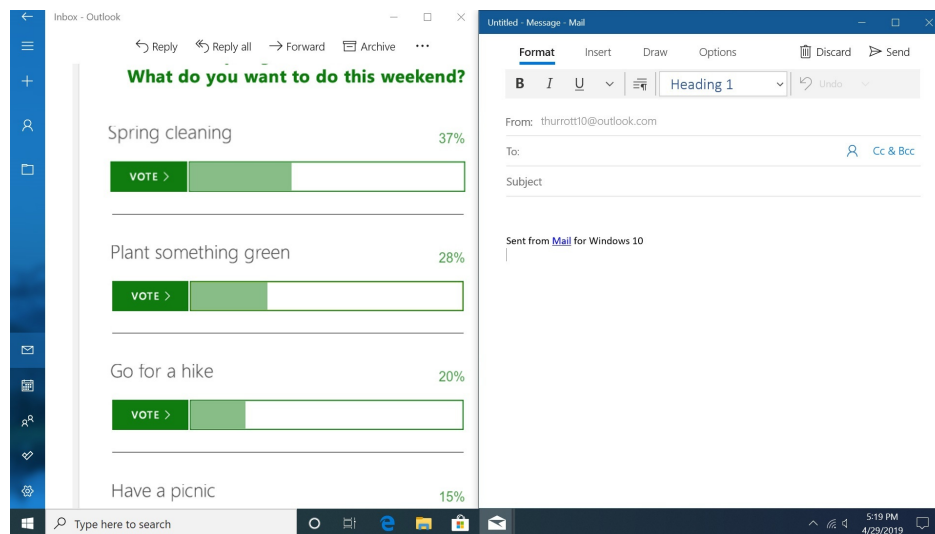 Inbox - Outlook
Reply Reply all Forward Archive ...
What do you want to do this weekend?
Spring cleaning 37%
VOTE >
Plant something green 28%
VOTE >
Go for a hike 20%
VOTE >
Have a picnic 15%
Untitled - Message - Mail
Format Insert Draw Options Discard Send
B I U Heading 1 Undo
From: thurrott10@outlook.com
To: Cc & Bcc
Subject
Sent from Mail for Windows 10
Type here to search
5:19 PM
4/29/2019